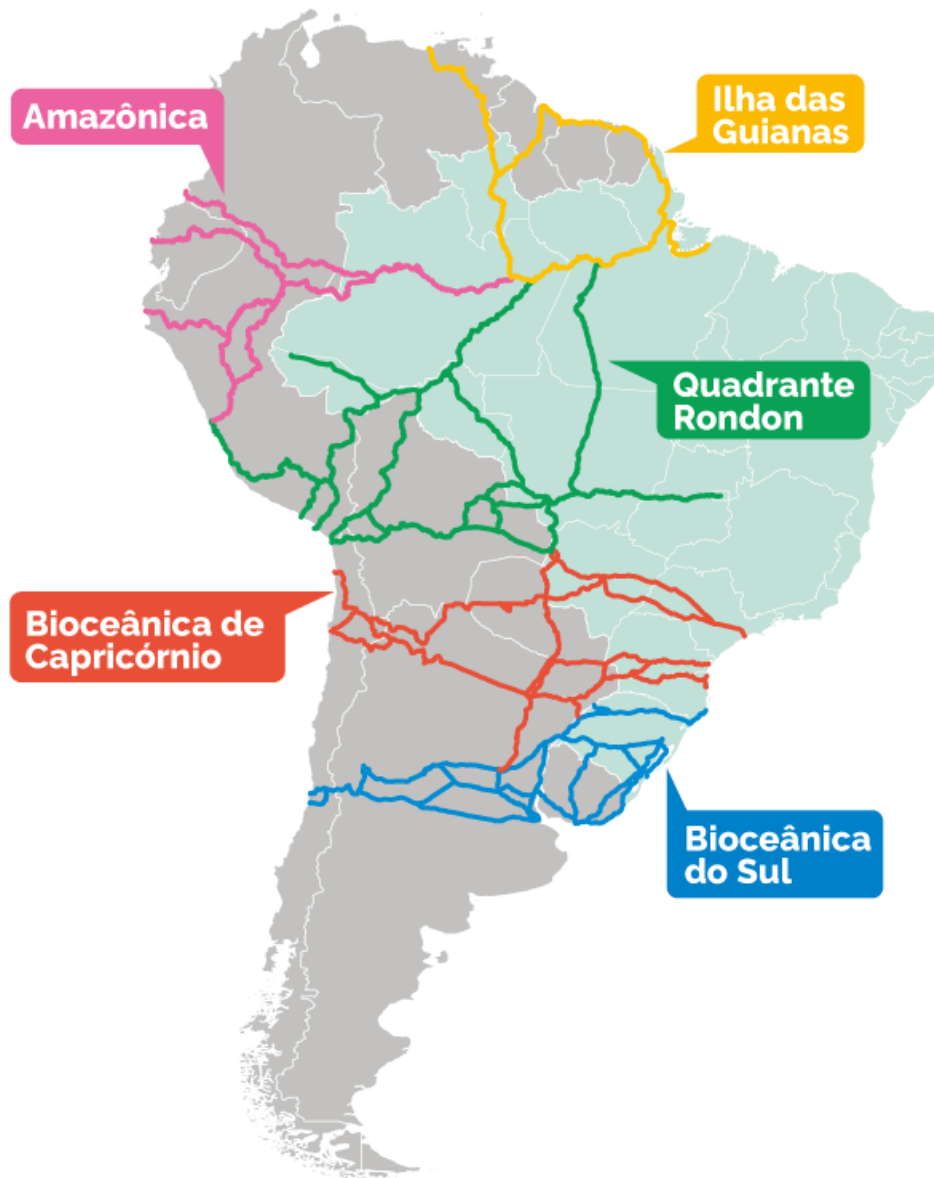 Amazônica
Ilha das
Guianas
Quadrante
Rondon
Bioceânica de
Capricórnio
Bioceânica
do Sul